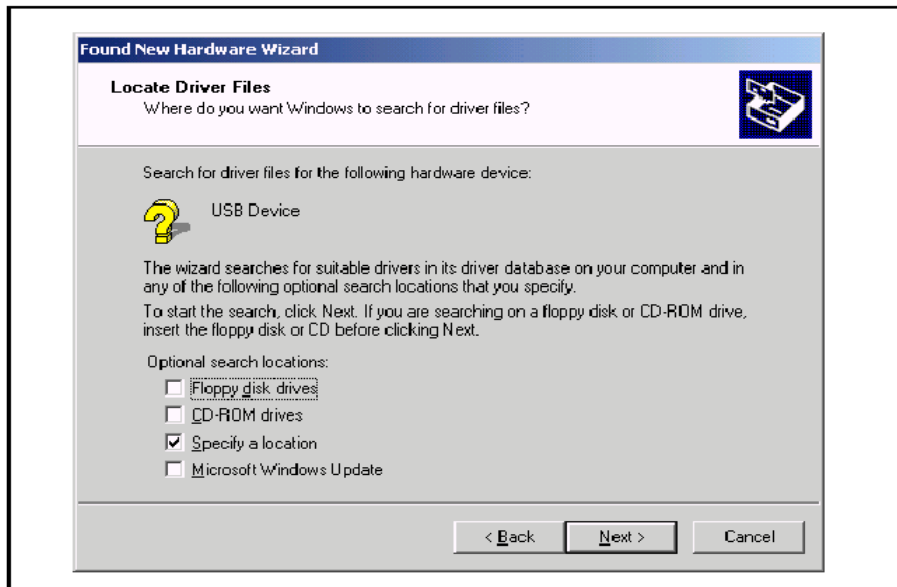 Found New Hardware Wizard
Locate Driver Files
Where do you want Windows to search for driver files?
Search for driver files for the following hardware device:
USB Device
The wizard searches for suitable drivers in its driver database on your computer and in
any of the following optional search locations that you specify.
To start the search, click Next. If you are searching on a floppy disk or CD-ROM drive,
insert the floppy disk or CD before clicking Next.
Optional search locations:
Floppy disk drives
CD-ROM drives
Specify a location
Microsoft Windows Update
< Back
Next >
Cancel